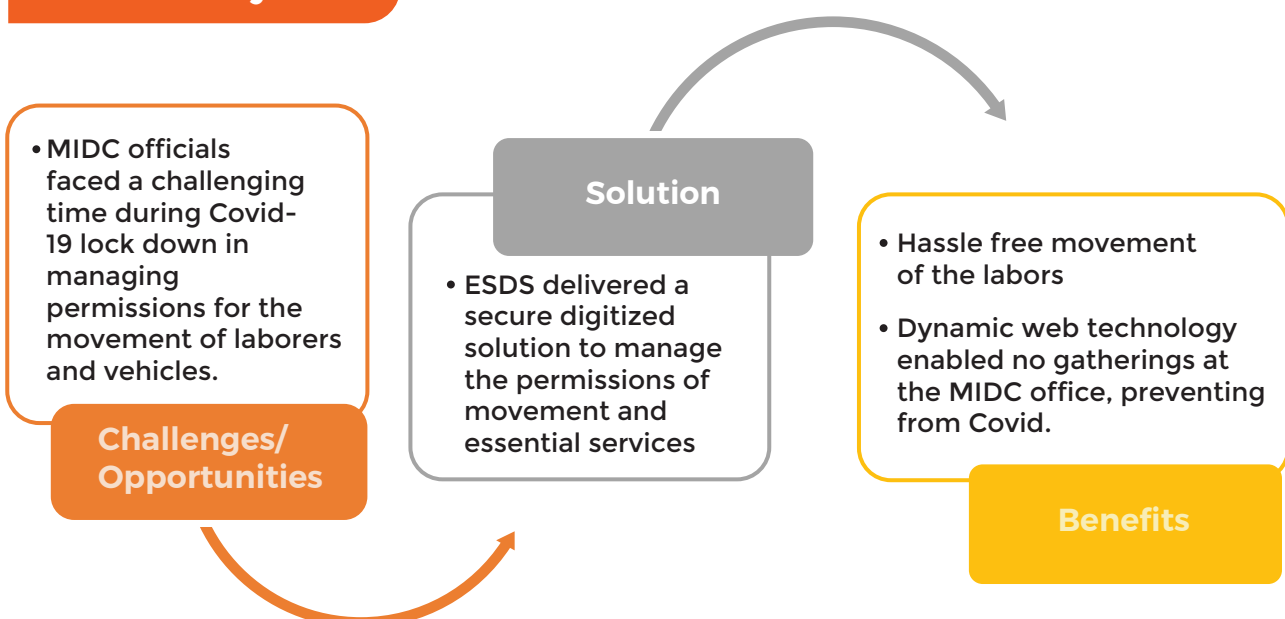 • MIDC officials
faced a challenging
time during Covid-
19 lock down in
managing
permissions for the
movement of laborers
and vehicles.
Challenges/
Opportunities
Solution
• ESDS delivered a
secure digitized
solution to manage
the permissions of
movement and
essential services
• Hassle free movement
of the labors
• Dynamic web technology
enabled no gatherings at
the MIDC office, preventing
from Covid.
Benefits